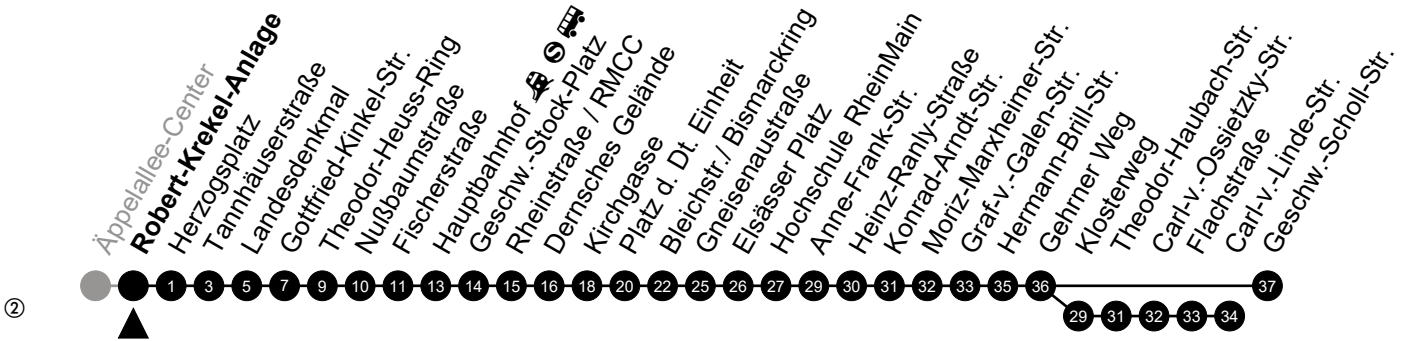 Äppelallee-Center
Robert-Krekel-Anlage
Herzogsplatz
Tannhäuserstraße
Landesdenkmal
Gottfried-Kinkel-Str.
Theodor-Heuss-Ring
Nußbaumstraße
Fischerstraße
Hauptbahnhof S
Geschw.-Stock-Platz
Rheinstraße / RMCC
Dernsches Gelände
Kirchgasse
Platz d. Dt. Einheit
Bleichstr./ Bismarckring
Gneisenaustraße
Elsässer Platz
Hochschule RheinMain
Anne-Frank-Str.
Heinz-Ranly-Straße
Konrad-Arndt-Str.
Moriz-Marxheimer-Str.
Graf-v.-Galen-Str.
Hermann-Brill-Str.
Gehrner Weg
Klosterweg
Theodor-Haubach-Str.
Carl-v.-Ossietzky-Str.
Flachstraße
Carl-v.-Linde-Str.
Geschw.-Scholl-Str.
1 3 5 7 9 10 11 13 14 15 16 18 20 22 25 26 27 29 30 31 32 33 35 36 37
② 29 31 32 33 34